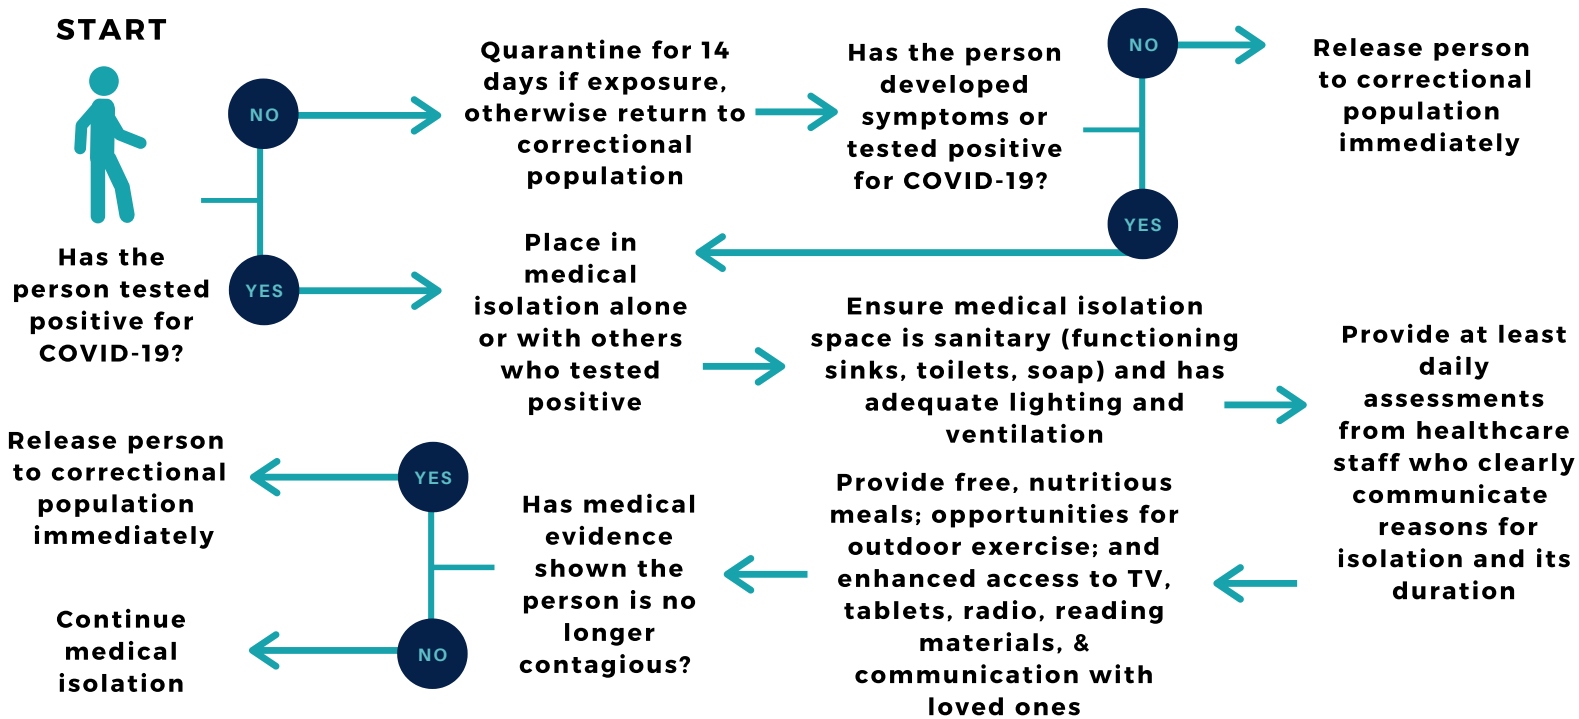 START
Has the
person tested
positive for
COVID-19?
NO
Quarantine for 14
days if exposure,
otherwise return to
correctional
population
Has the person
developed
symptoms or
tested positive
for COVID-19?
NO
Release person
to correctional
population
immediately
YES
YES
Place in
medical
isolation alone
or with others
who tested
positive
Ensure medical isolation
space is sanitary (functioning
sinks, toilets, soap) and has
adequate lighting and
ventilation
Provide at least
daily
assessments
from healthcare
staff who clearly
communicate
reasons for
isolation and its
duration
Provide free, nutritious
meals; opportunities for
outdoor exercise; and
enhanced access to TV,
tablets, radio, reading
materials, &
communication with
loved ones
Has medical
evidence
shown the
person is no
longer
contagious?
YES
Release person
to correctional
population
immediately
NO
Continue
medical
isolation